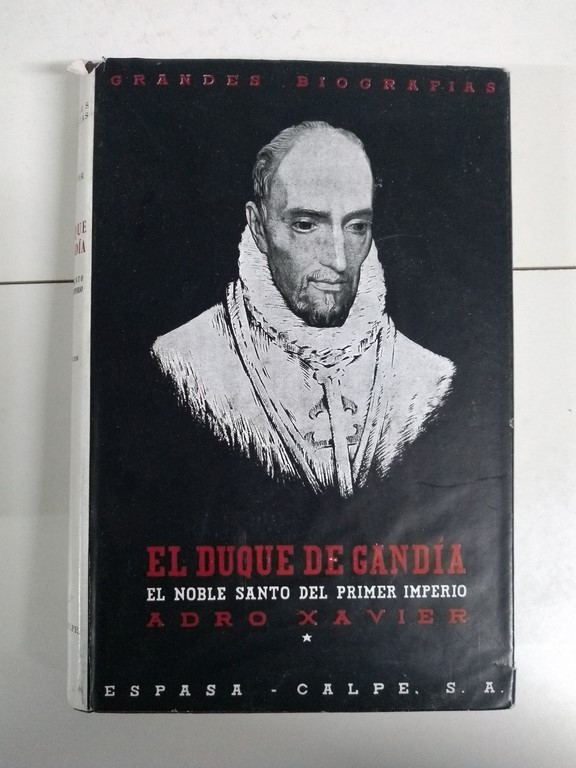 GRANDES BIOGRAFIAS
EL DUQUE DE GANDÍA
EL NOBLE SANTO DEL PRIMER IMPERIO
ADRO XAVIER
ESPASA - CALPE, S. A.